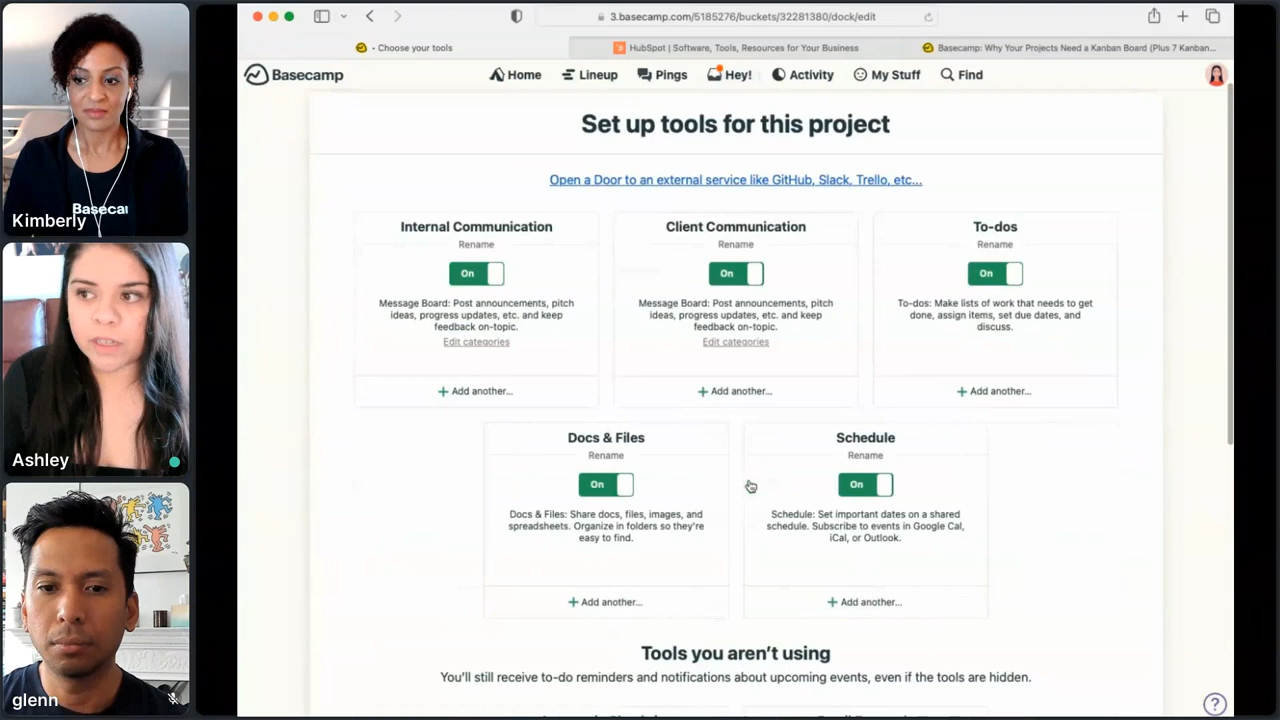 3.basecamp.com/5185276/buckets/32281380/dock/edit
• Choose your tools
HubSpot | Software, Tools, Resources for Your Business
Basecamp: Why Your Projects Need a Kanban Board (Plus 7 Kanban...
Basecamp
Home
Lineup
Pings
Hey!
Activity
My Stuff
Find
Set up tools for this project
Open a Door to an external service like GitHub, Slack, Trello, etc...
Internal Communication
Rename
On
Message Board: Post announcements, pitch
ideas, progress updates, etc. and keep
feedback on-topic.
Edit categories
+ Add another...
Client Communication
Rename
On
Message Board: Post announcements, pitch
ideas, progress updates, etc. and keep
feedback on-topic.
Edit categories
+ Add another...
To-dos
Rename
On
To-dos: Make lists of work that needs to get
done, assign items, set due dates, and
discuss.
+ Add another...
Docs & Files
Rename
On
Docs & Files: Share docs, files, images, and
spreadsheets. Organize in folders so they're
easy to find.
+ Add another...
Schedule
Rename
On
Schedule: Set important dates on a shared
schedule. Subscribe to events in Google Cal,
iCal, or Outlook.
+ Add another...
Tools you aren't using
You'll still receive to-do reminders and notifications about upcoming events, even if the tools are hidden.
?
Baseca
Kimberly
Ashley
glenn